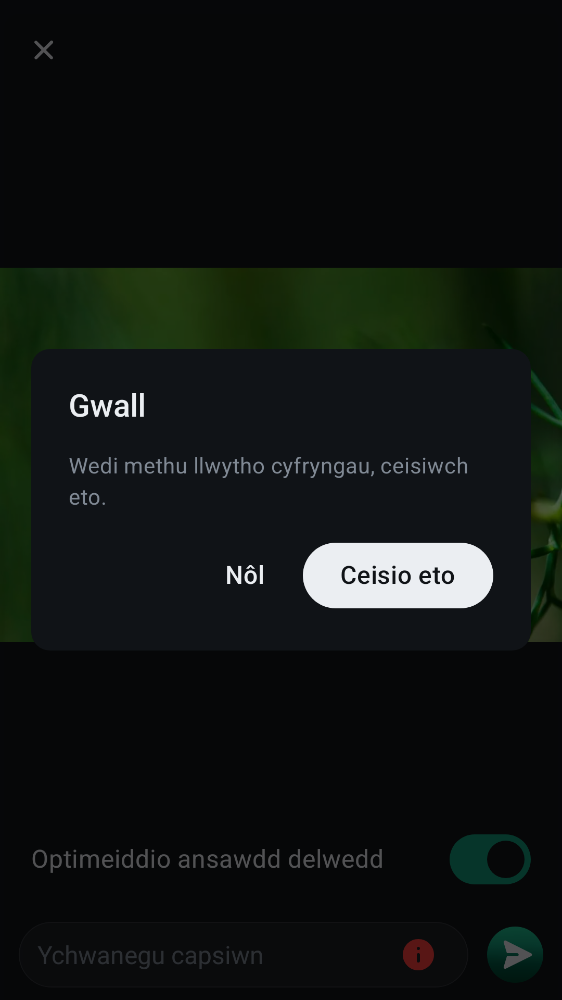 Gwall
Wedi methu llwytho cyfryngau, ceisiwch
eto.
Nôl
Ceisio eto
Optimeiddio ansawdd delwedd
Ychwanegu capsiwn